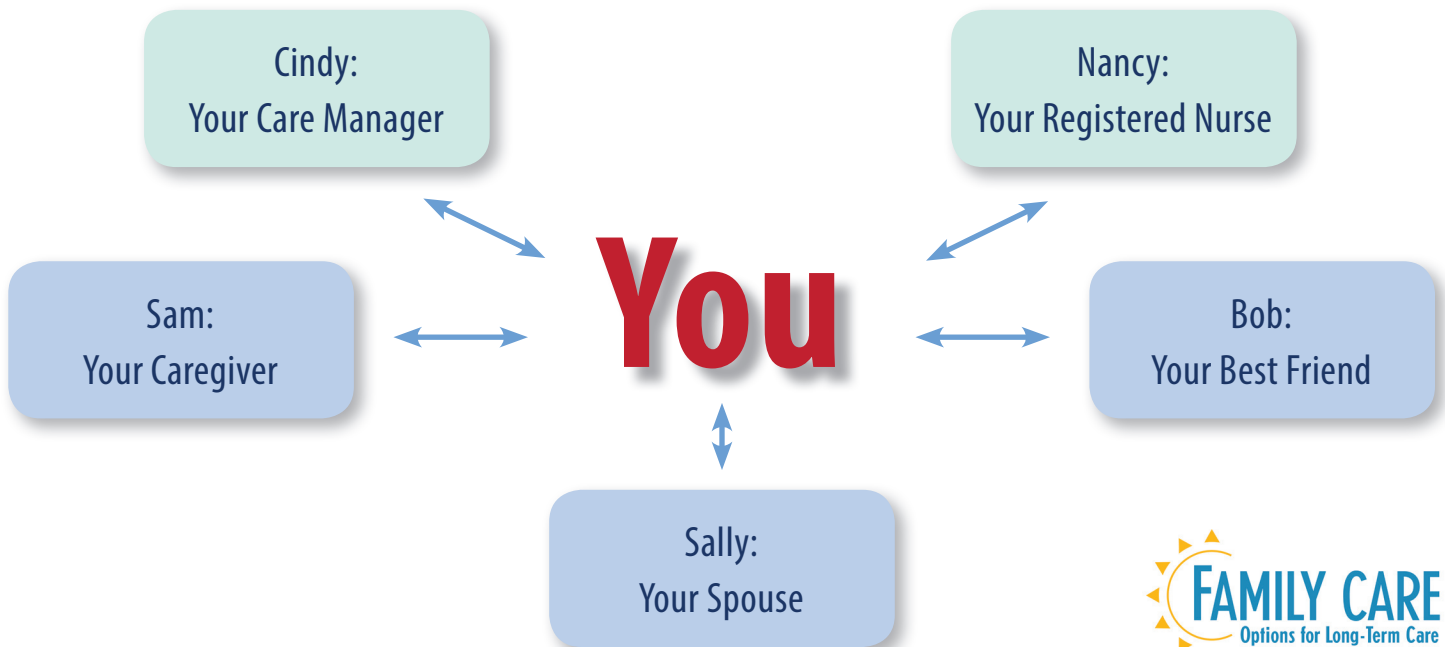 Cindy:
Your Care Manager
Nancy:
Your Registered Nurse
You
Sam:
Your Caregiver
Bob:
Your Best Friend
Sally:
Your Spouse
FAMILY CARE
Options for Long-Term Care